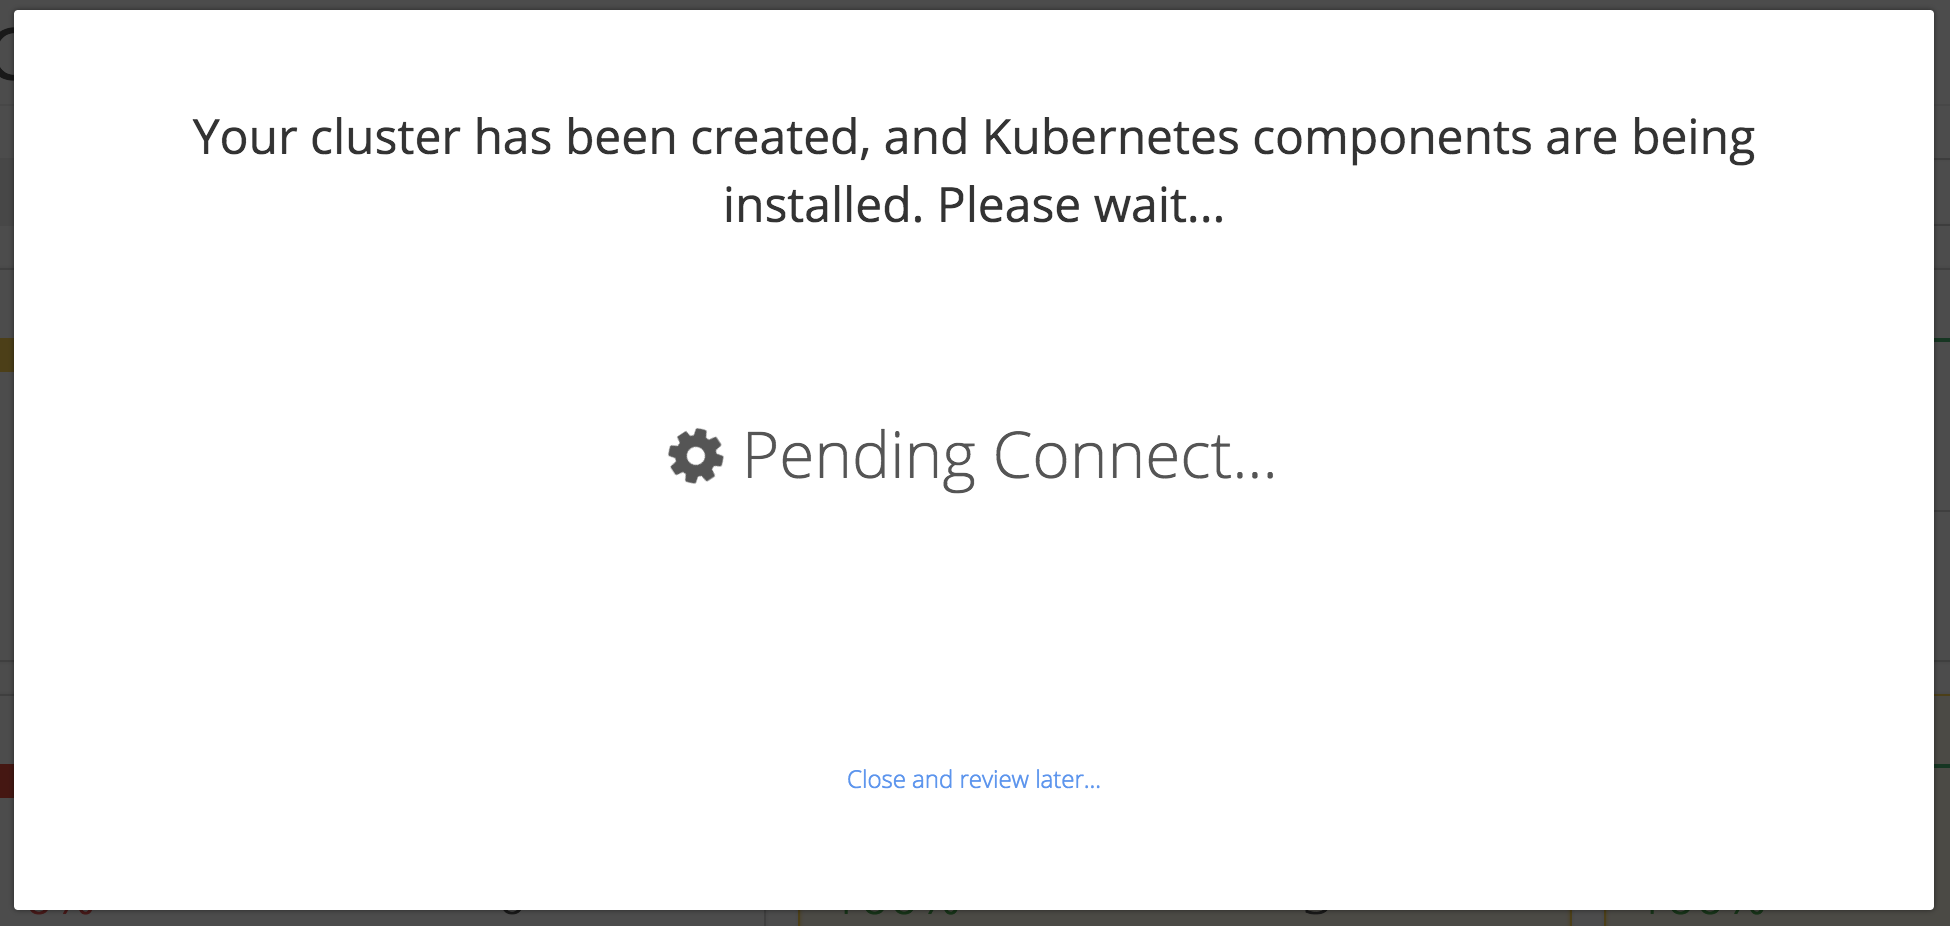 Your cluster has been created, and Kubernetes components are being
installed. Please wait...
Pending Connect...
Close and review later...